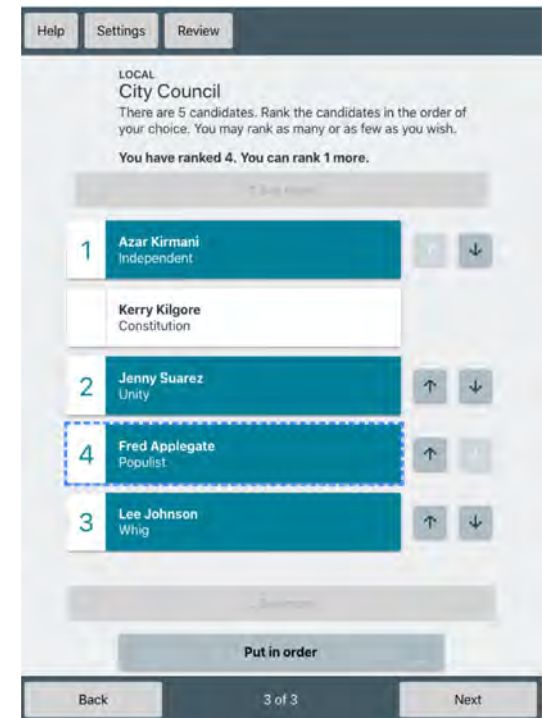 Help Settings Review
LOCAL
City Council
There are 5 candidates. Rank the candidates in the order of
your choice. You may rank as many or as few as you wish.
You have ranked 4. You can rank 1 more.
1 Azar Kirmani
Independent
Kerry Kilgore
Constitution
2 Jenny Suarez
Unity
4 Fred Applegate
Populist
3 Lee Johnson
Whig
Put in order
Back 3 of 3 Next